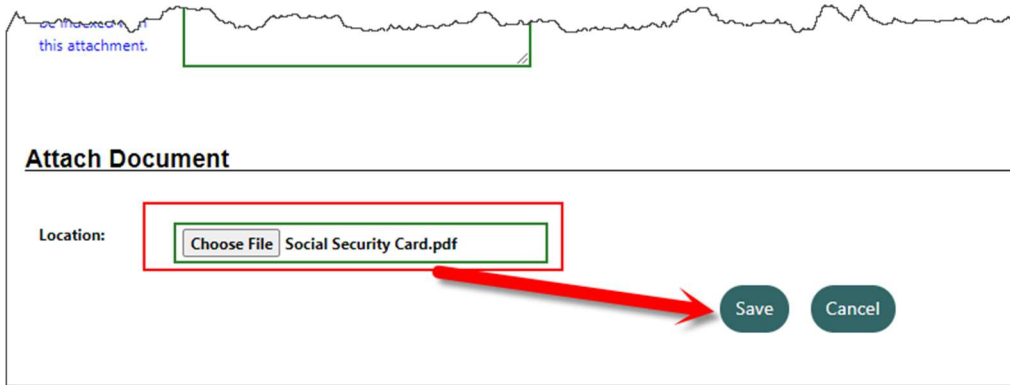 this attachment.
Attach Document
Location:
Choose File Social Security Card.pdf
Save
Cancel